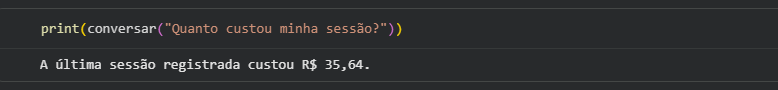 print(conversar("Quanto custou minha sessão?"))
A última sessão registrada custou R$ 35,64.